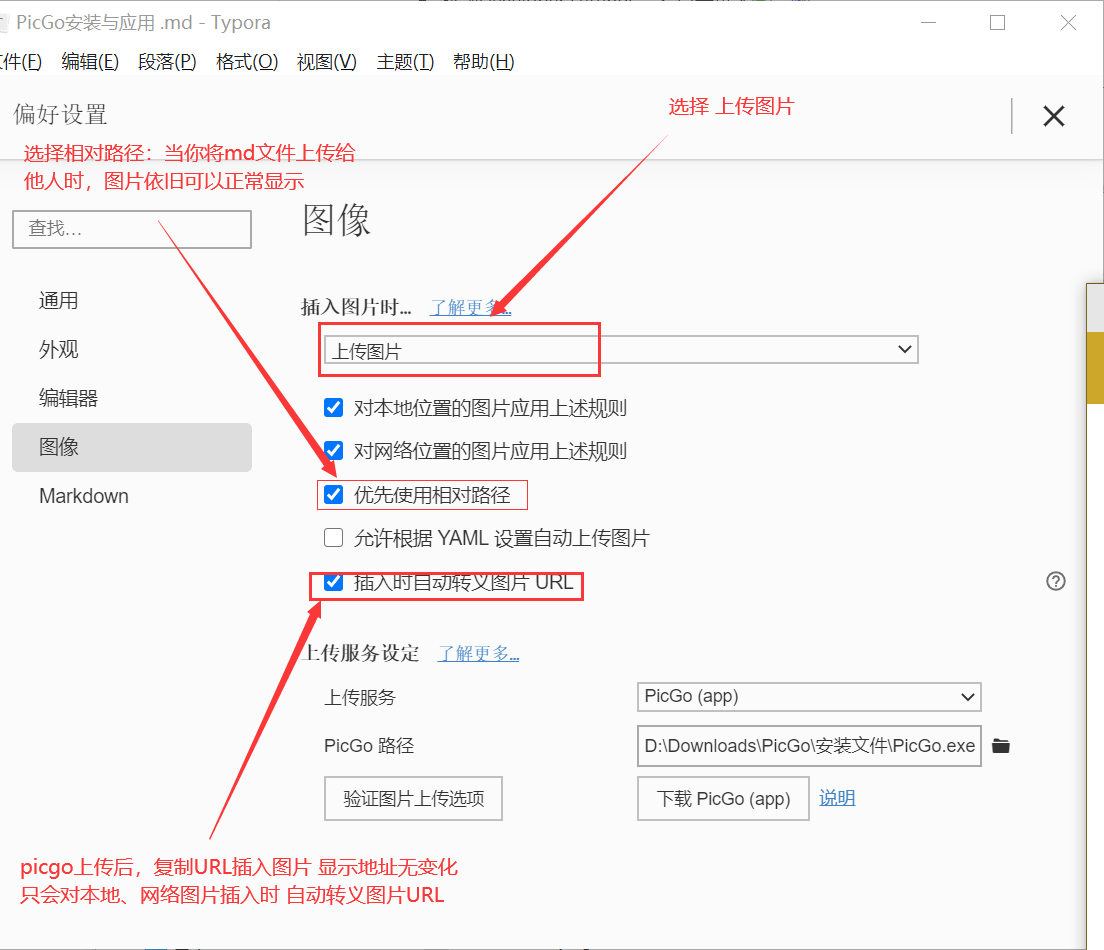 PicGo安装与应用 .md - Typora
件(F) 编辑(E) 段落(P) 格式(O) 视图(V) 主题(T) 帮助(H)
偏好设置
选择 上传图片
选择相对路径：当你将md文件上传给
他人时，图片依旧可以正常显示
查找...
图像
通用
外观
编辑器
图像
Markdown
插入图片时... 了解更多...
上传图片
对本地位置的图片应用上述规则
对网络位置的图片应用上述规则
优先使用相对路径
允许根据 YAML 设置自动上传图片
插入时自动转义图片 URL
上传服务设定 了解更多...
上传服务 PicGo (app)
PicGo 路径 D:\Downloads\PicGo\安装文件\PicGo.exe
验证图片上传选项 下载 PicGo (app) 说明
picgo上传后，复制URL插入图片 显示地址无变化
只会对本地、网络图片插入时 自动转义图片URL